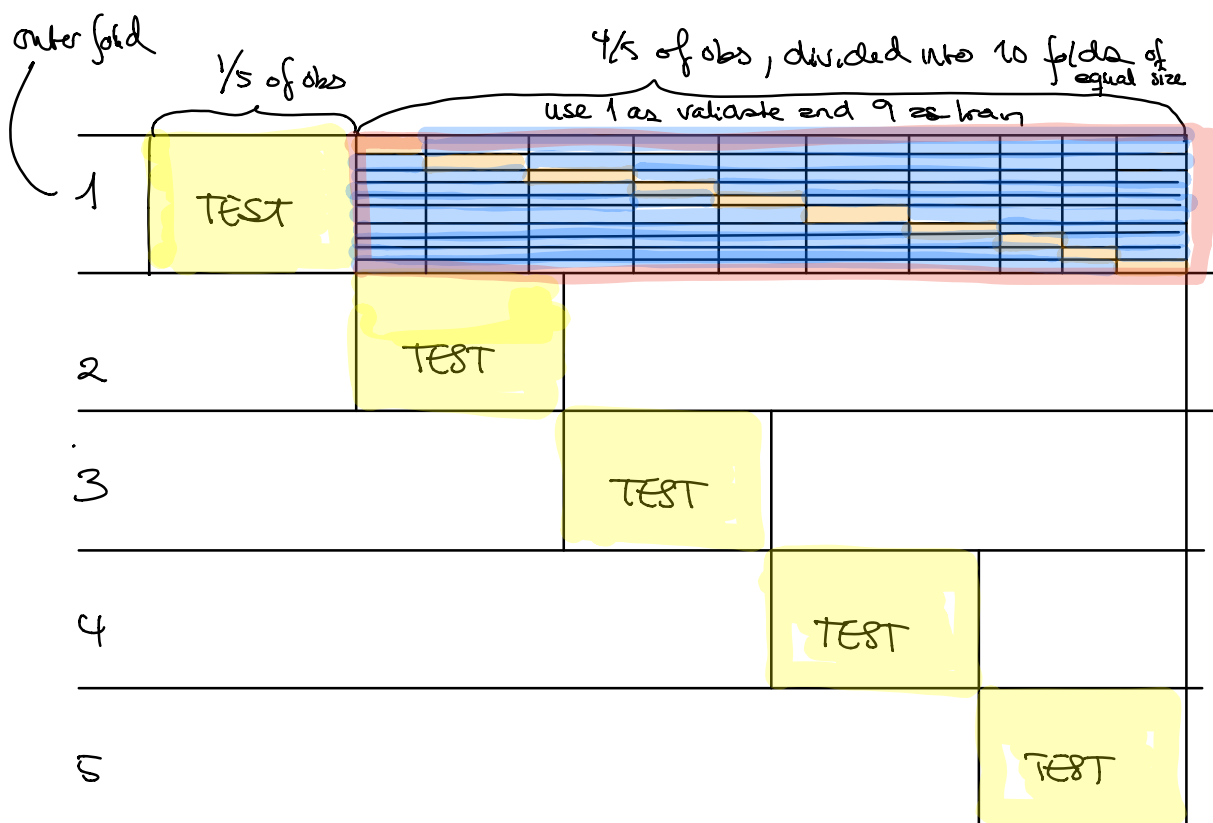 outer fold
1/5 of obs
4/5 of obs, divided into 10 folds of
equal size
use 1 as validate and 9 as train
1
TEST
2
TEST
3
TEST
4
TEST
5
TEST